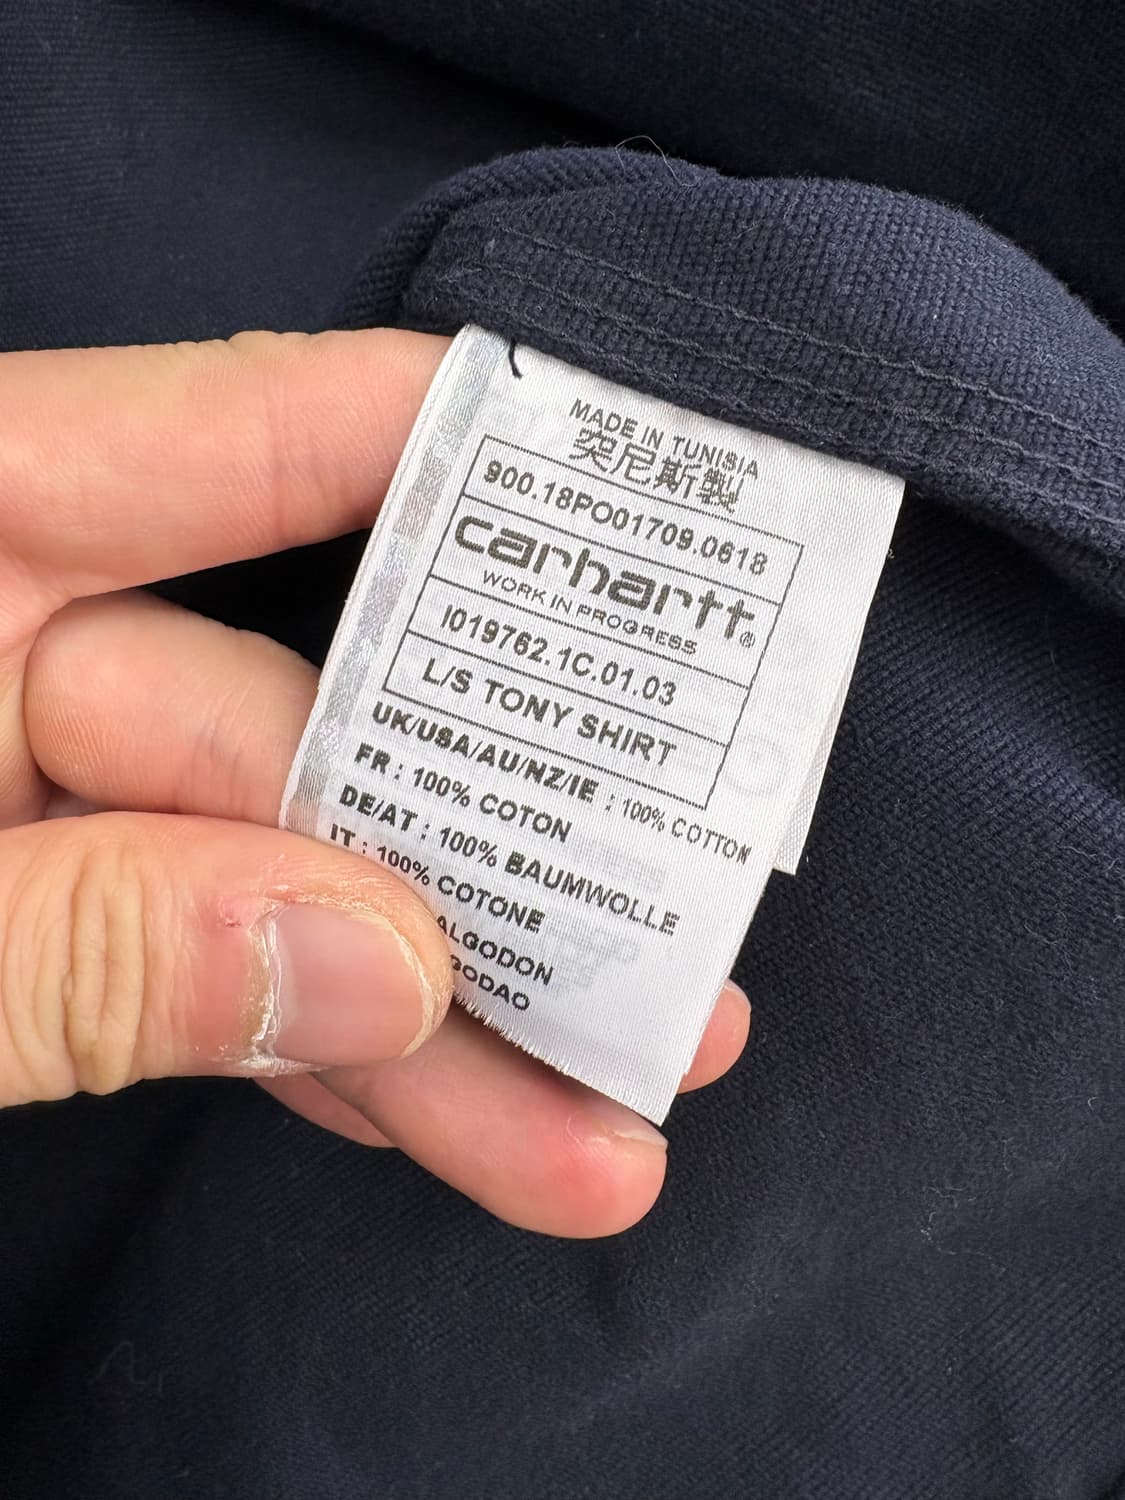 MADE IN TUNISIA
突尼斯製
900.18PO01709.0618
carhartt®
WORK IN PROGRESS
I019762.1C.01.03
L/S TONY SHIRT
UK/USA/AU/NZ/IE : 100% COTTON
FR : 100% COTON
DE/AT : 100% BAUMWOLLE
IT : 100% COTONE
ALGODON